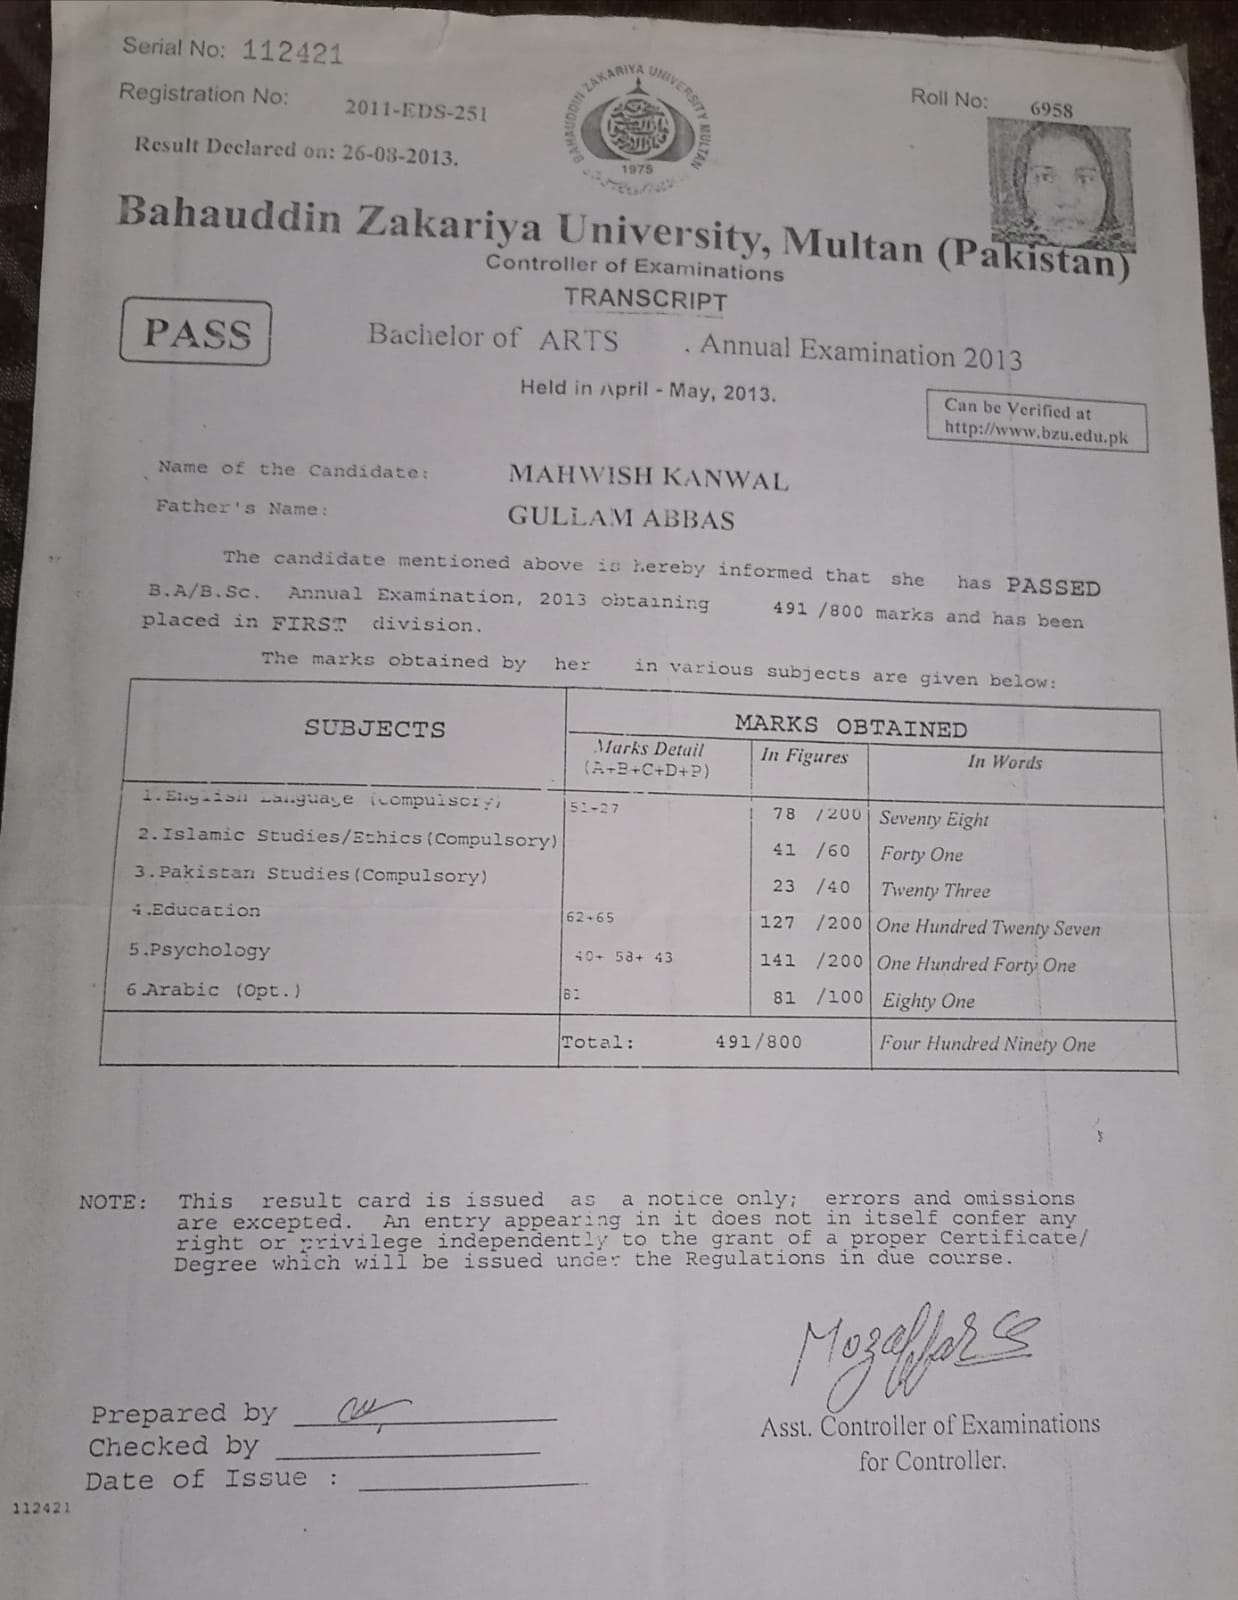 Serial No: 112421
Registration No: 2011-EDS-251
Roll No: 6958
Result Declared on: 26-08-2013.
BAHAUDDIN ZAKARIYA UNIVERSITY MULTAN
1975
Bahauddin Zakariya University, Multan (Pakistan)
Controller of Examinations
TRANSCRIPT
PASS
Bachelor of ARTS . Annual Examination 2013
Held in April - May, 2013.
Can be Verified at
http://www.bzu.edu.pk
Name of the Candidate: MAHWISH KANWAL
Father's Name: GULLAM ABBAS
The candidate mentioned above is hereby informed that she has PASSED
B.A/B.Sc. Annual Examination, 2013 obtaining 491 /800 marks and has been
placed in FIRST division.
The marks obtained by her in various subjects are given below:
SUBJECTS MARKS OBTAINED
Marks Detail In Figures In Words
(A+B+C+D+P)
1.English Language (Compulsory) 51+27 78 /200 Seventy Eight
2.Islamic Studies/Ethics(Compulsory) 41 /60 Forty One
3.Pakistan Studies(Compulsory) 23 /40 Twenty Three
4.Education 62+65 127 /200 One Hundred Twenty Seven
5.Psychology 40+ 58+ 43 141 /200 One Hundred Forty One
6.Arabic (Opt.) 81 81 /100 Eighty One
Total: 491/800 Four Hundred Ninety One
NOTE: This result card is issued as a notice only; errors and omissions
are excepted. An entry appearing in it does not in itself confer any
right or privilege independently to the grant of a proper Certificate/
Degree which will be issued under the Regulations in due course.
Prepared by
Checked by
Date of Issue :
Asst. Controller of Examinations
for Controller.
112421